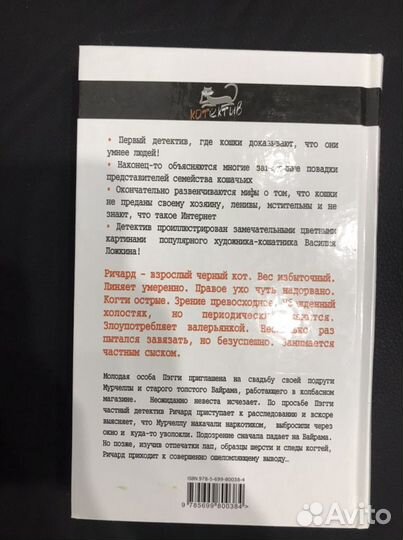 КОТЕКТИВ
• Первый детектив, где кошки доказывают, что они
умнее людей!
• Наконец-то объясняются многие повадки
представителей семейства кошачьих
• Окончательно развенчиваются мифы о том, что кошки
не преданы своему хозяину, ленивы, мстительны и не
знают, что такое Интернет
• Детектив проиллюстрирован замечательными цветными
картинами популярного художника-кошатника Василия
Ложкина!
Ричард - взрослый черный кот. Вес избыточный.
Линяет умеренно. Правое ухо чуть надорвано.
Когти острые. Зрение превосходное. Убежденный
холостяк, но периодически
Злоупотребляет валерьянкой. Несколько раз
пытался завязать, но безуспешно. Занимается
частным сыском.
Молодая особа Пэгги приглашена на свадьбу своей подруги
Мурчеллы и старого толстого Байрама, работающего в колбасном
магазине. Неожиданно невеста исчезает. По просьбе Пэгги
частный детектив Ричард приступает к расследованию и вскоре
выясняет, что Мурчеллу накачали наркотиком, выбросили через
окно и куда-то уволокли. Подозрение сначала падает на Байрама.
Но позже, изучив отпечатки лап, образцы шерсти и следы когтей,
Ричард приходит к совершенно ошеломляющему выводу…
ISBN 978-5-699-80038-4
9 785699 800384 >
Avito